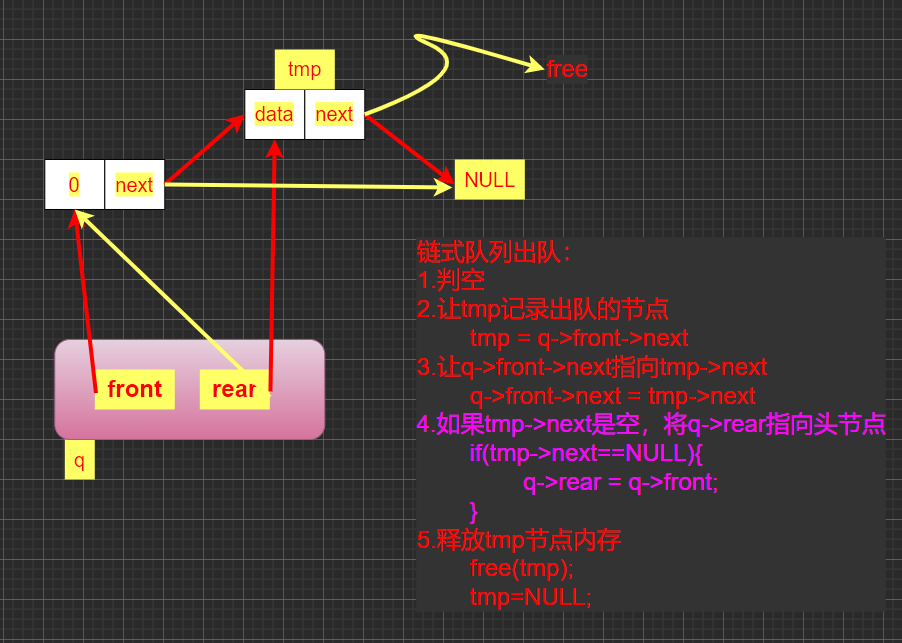 tmp
free
data next
0 next
NULL
链式队列出队：
1.判空
2.让tmp记录出队的节点
tmp = q->front->next
3.让q->front->next指向tmp->next
q->front->next = tmp->next
4.如果tmp->next是空，将q->rear指向头节点
if(tmp->next==NULL){
q->rear = q->front;
}
5.释放tmp节点内存
free(tmp);
tmp=NULL;
front rear
q